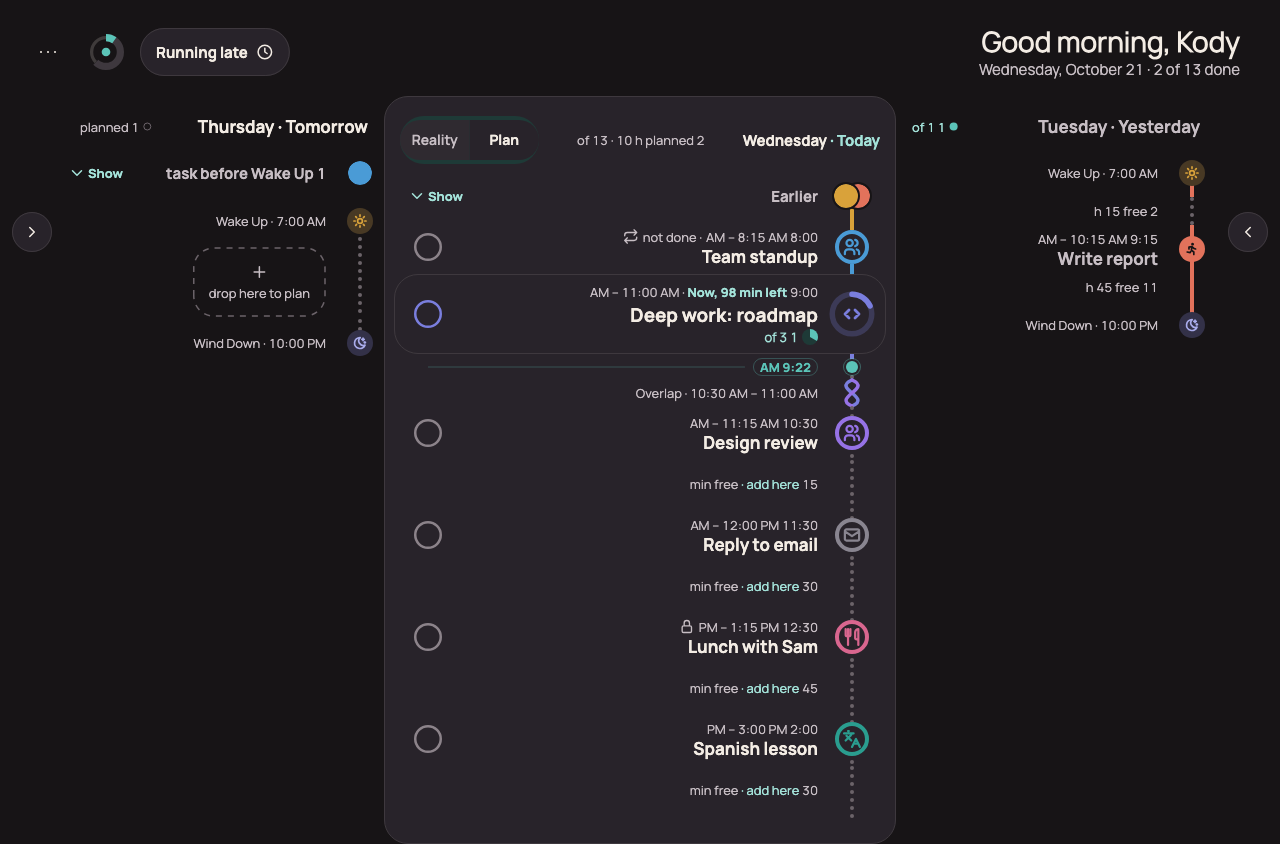 Running late
Good morning, Kody
Wednesday, October 21 · 2 of 13 done
Tuesday · Yesterday
of 1 1
Wake Up · 7:00 AM
h 15 free 2
AM – 10:15 AM 9:15
Write report
h 45 free 11
Wind Down · 10:00 PM
Wednesday · Today
of 13 · 10 h planned 2
Reality
Plan
Show
Earlier
not done · AM – 8:15 AM 8:00
Team standup
AM – 11:00 AM · Now, 98 min left 9:00
Deep work: roadmap
of 3 1
AM 9:22
Overlap · 10:30 AM – 11:00 AM
AM – 11:15 AM 10:30
Design review
min free · add here 15
AM – 12:00 PM 11:30
Reply to email
min free · add here 30
PM – 1:15 PM 12:30
Lunch with Sam
min free · add here 45
PM – 3:00 PM 2:00
Spanish lesson
min free · add here 30
Thursday · Tomorrow
planned 1
Show
task before Wake Up 1
Wake Up · 7:00 AM
drop here to plan
Wind Down · 10:00 PM